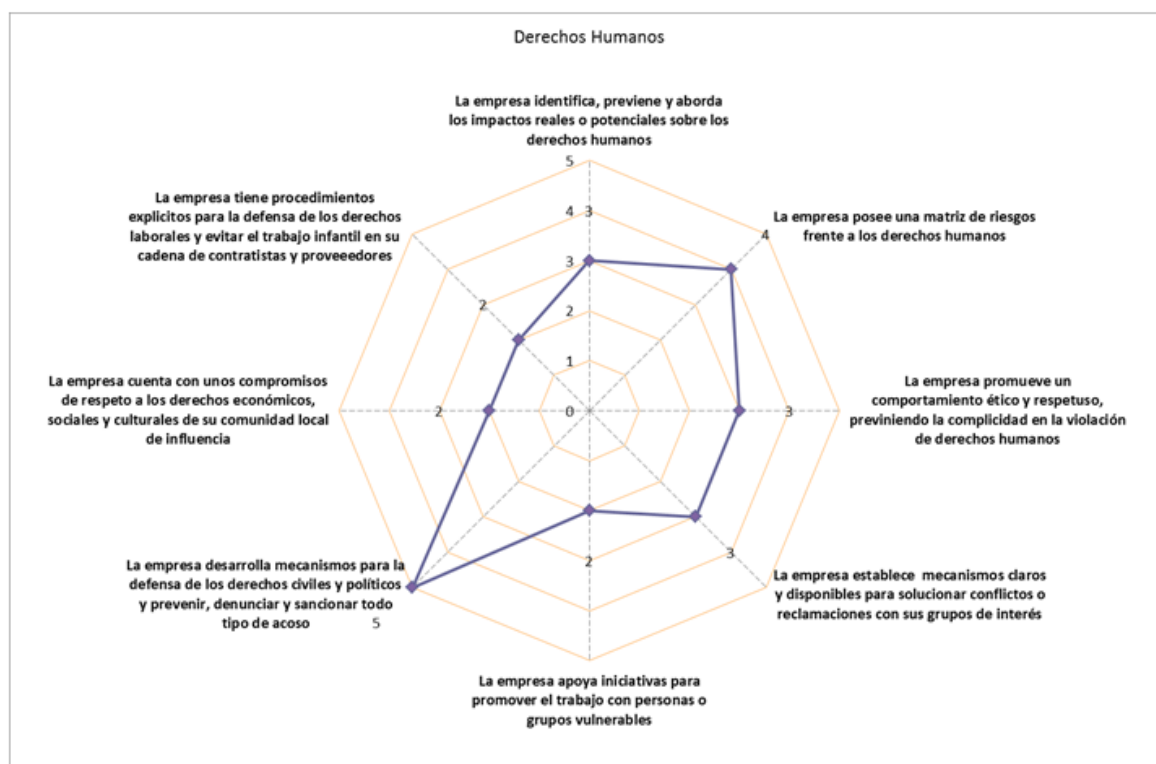 Derechos Humanos
La empresa identifica, previene y aborda
los impactos reales o potenciales sobre los
derechos humanos
5
La empresa tiene procedimientos
explicitos para la defensa de los derechos
laborales y evitar el trabajo infantil en su
cadena de contratistas y proveeedores
4
3
La empresa posee una matriz de riesgos
frente a los derechos humanos
4
3
2
2
1
La empresa cuenta con unos compromisos
de respeto a los derechos económicos,
sociales y culturales de su comunidad local
de influencia
2
0
3
La empresa promueve un
comportamiento ético y respetuso,
previniendo la complicidad en la violación
de derechos humanos
La empresa desarrolla mecanismos para la
defensa de los derechos civiles y políticos
y prevenir, denunciar y sancionar todo
tipo de acoso
5
2
3
La empresa establece mecanismos claros
y disponibles para solucionar conflictos o
reclamaciones con sus grupos de interés
La empresa apoya iniciativas para
promover el trabajo con personas o
grupos vulnerables